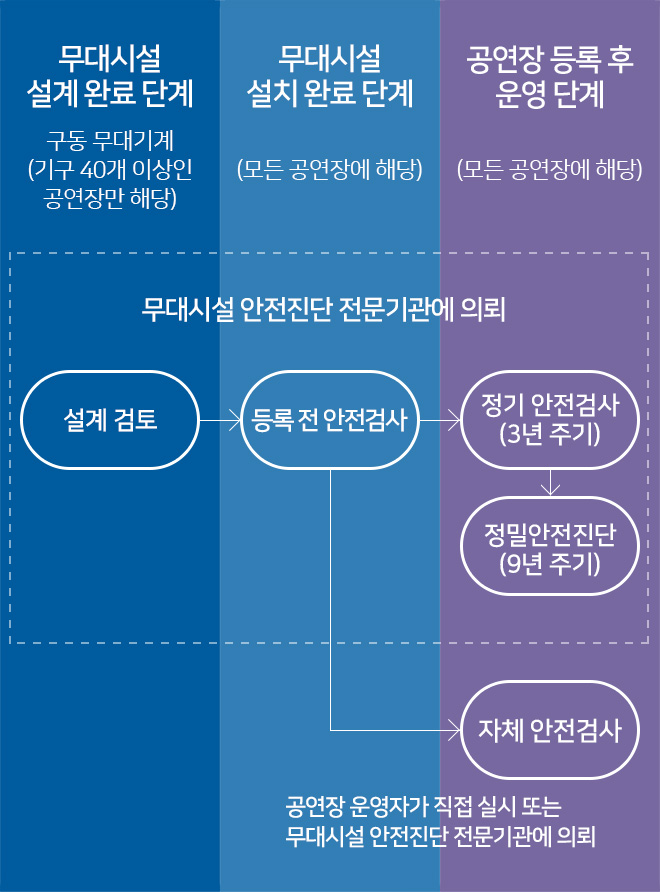 무대시설
설계 완료 단계
구동 무대기계
(기구 40개 이상인
공연장만 해당)
무대시설
설치 완료 단계
(모든 공연장에 해당)
공연장 등록 후
운영 단계
(모든 공연장에 해당)
무대시설 안전진단 전문기관에 의뢰
설계 검토
등록 전 안전검사
정기 안전검사
(3년 주기)
정밀안전진단
(9년 주기)
자체 안전검사
공연장 운영자가 직접 실시 또는
무대시설 안전진단 전문기관에 의뢰